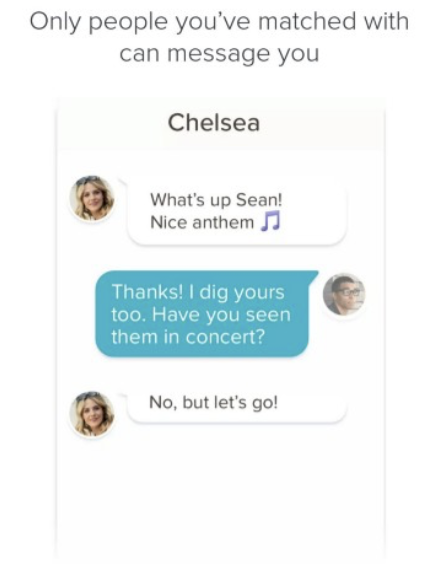 Only people you’ve matched with
can message you
Chelsea
What’s up Sean!
Nice anthem 🎵
Thanks! I dig yours
too. Have you seen
them in concert?
No, but let’s go!